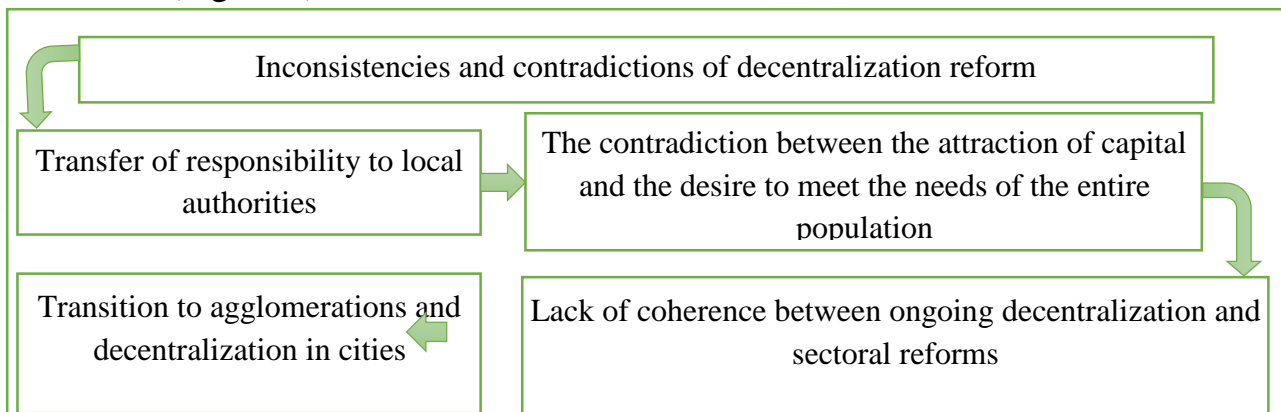 Inconsistencies and contradictions of decentralization reform
Transfer of responsibility to local
authorities
The contradiction between the attraction of capital
and the desire to meet the needs of the entire
population
Transition to agglomerations and
decentralization in cities
Lack of coherence between ongoing decentralization and
sectoral reforms